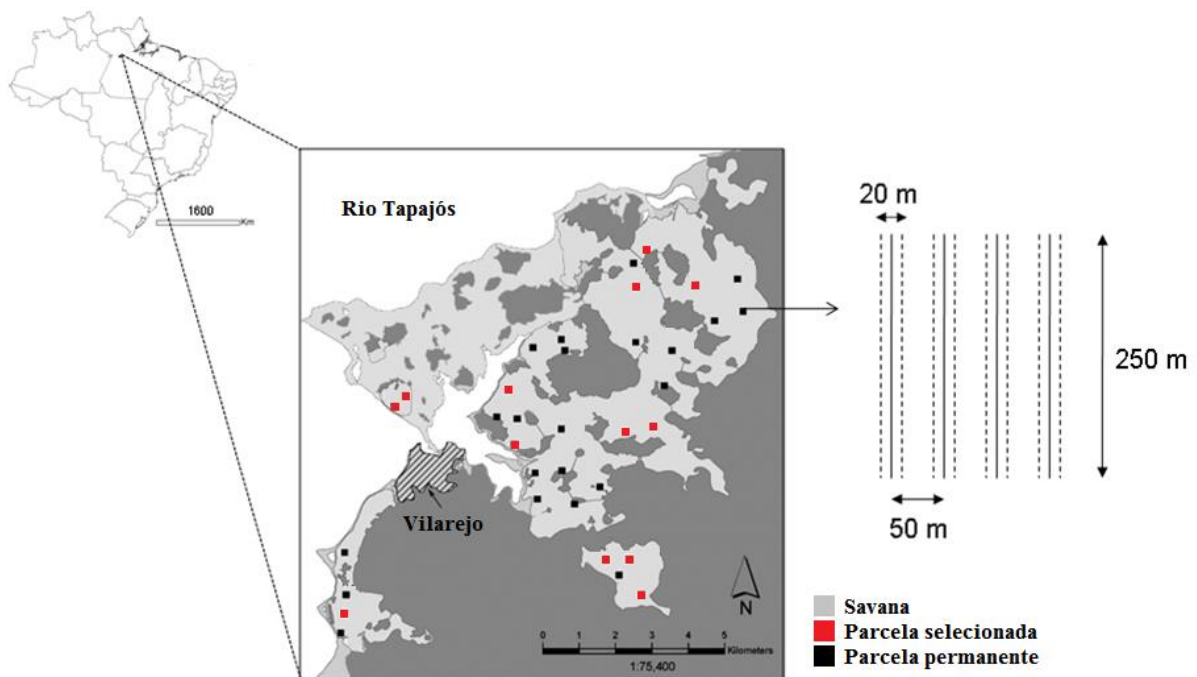 1600
Km
Rio Tapajós
20 m
250 m
50 m
Vilarejo
N
0 1 2 3 4 5
Kilometers
1:75,400
Savana
Parcela selecionada
Parcela permanente